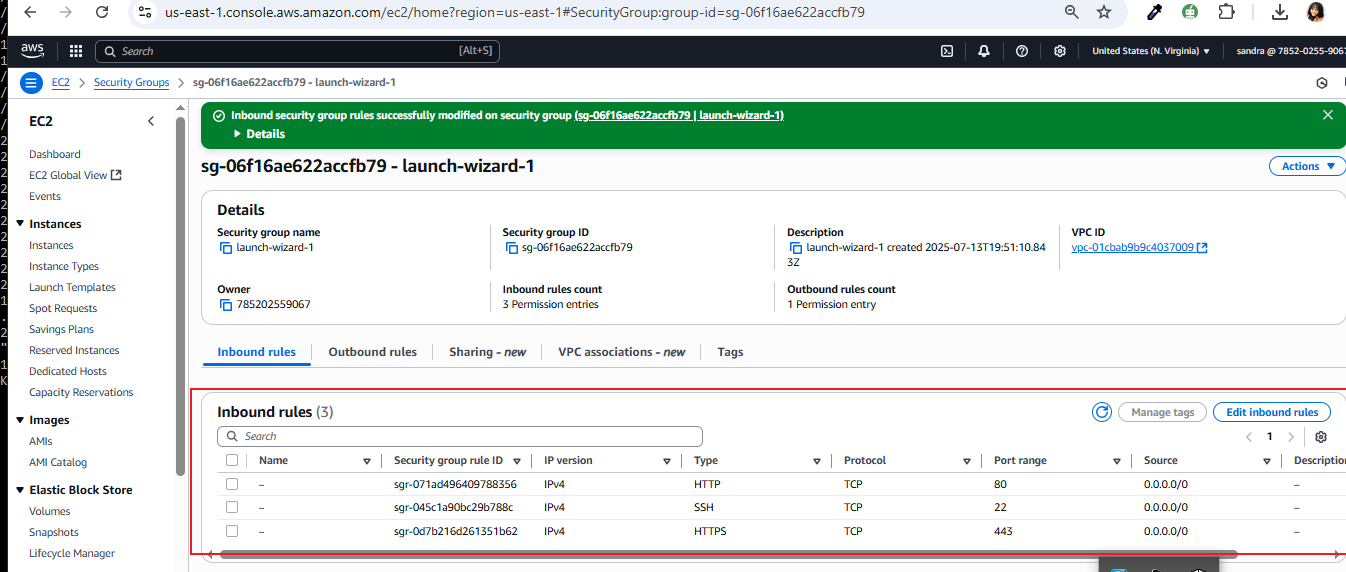 us-east-1.console.aws.amazon.com/ec2/home?region=us-east-1#SecurityGroup:group-id=sg-06f16ae622accfb79
aws
Search [Alt+S]
United States (N. Virginia)
sandra @ 7852-0255-9067
EC2 > Security Groups > sg-06f16ae622accfb79 - launch-wizard-1
EC2
Dashboard
EC2 Global View
Events
Instances
Instances
Instance Types
Launch Templates
Spot Requests
Savings Plans
Reserved Instances
Dedicated Hosts
Capacity Reservations
Images
AMIs
AMI Catalog
Elastic Block Store
Volumes
Snapshots
Lifecycle Manager
Inbound security group rules successfully modified on security group (sg-06f16ae622accfb79 | launch-wizard-1)
Details
sg-06f16ae622accfb79 - launch-wizard-1
Actions
Details
Security group name
launch-wizard-1
Security group ID
sg-06f16ae622accfb79
Description
launch-wizard-1 created 2025-07-13T19:51:10.84
3Z
VPC ID
vpc-01cbab9b9c4037009
Owner
785202559067
Inbound rules count
3 Permission entries
Outbound rules count
1 Permission entry
Inbound rules
Outbound rules
Sharing - new
VPC associations - new
Tags
Inbound rules (3)
Manage tags
Edit inbound rules
Search
1
Name Security group rule ID IP version Type Protocol Port range Source Description
– sgr-071ad496409788356 IPv4 HTTP TCP 80 0.0.0.0/0 –
– sgr-045c1a90bc29b788c IPv4 SSH TCP 22 0.0.0.0/0 –
– sgr-0d7b216d261351b62 IPv4 HTTPS TCP 443 0.0.0.0/0 –